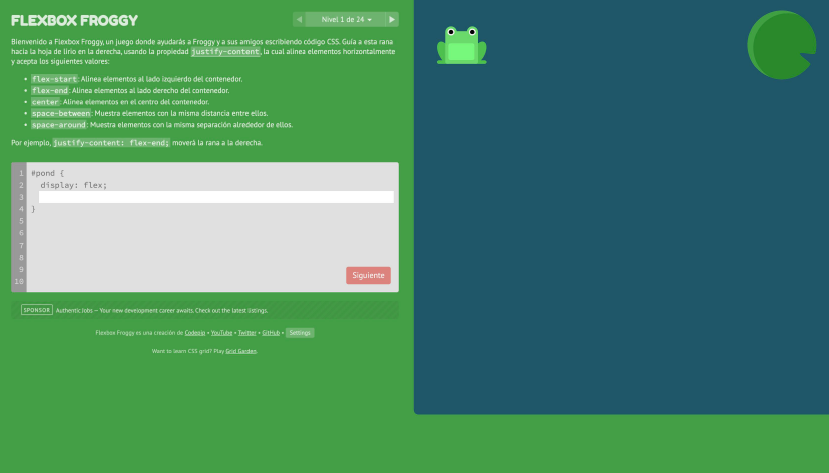 FLEXBOX FROGGY
Nivel 1 de 24
Bienvenido a Flexbox Froggy, un juego donde ayudarás a Froggy y a sus amigos escribiendo código CSS. Guía a esta rana
hacia la hoja de lirio en la derecha, usando la propiedad justify-content, la cual alinea elementos horizontalmente
y acepta los siguientes valores:
• flex-start: Alinea elementos al lado izquierdo del contenedor.
• flex-end: Alinea elementos al lado derecho del contenedor.
• center: Alinea elementos en el centro del contenedor.
• space-between: Muestra elementos con la misma distancia entre ellos.
• space-around: Muestra elementos con la misma separación alrededor de ellos.
Por ejemplo, justify-content: flex-end; moverá la rana a la derecha.
1 #pond {
2 display: flex;
3
4 }
5
6
7
8
9
10
Siguiente
SPONSOR Authentic Jobs — Your new development career awaits. Check out the latest listings.
Flexbox Froggy es una creación de Codepip • YouTube • Twitter • GitHub • Settings
Want to learn CSS grid? Play Grid Garden.